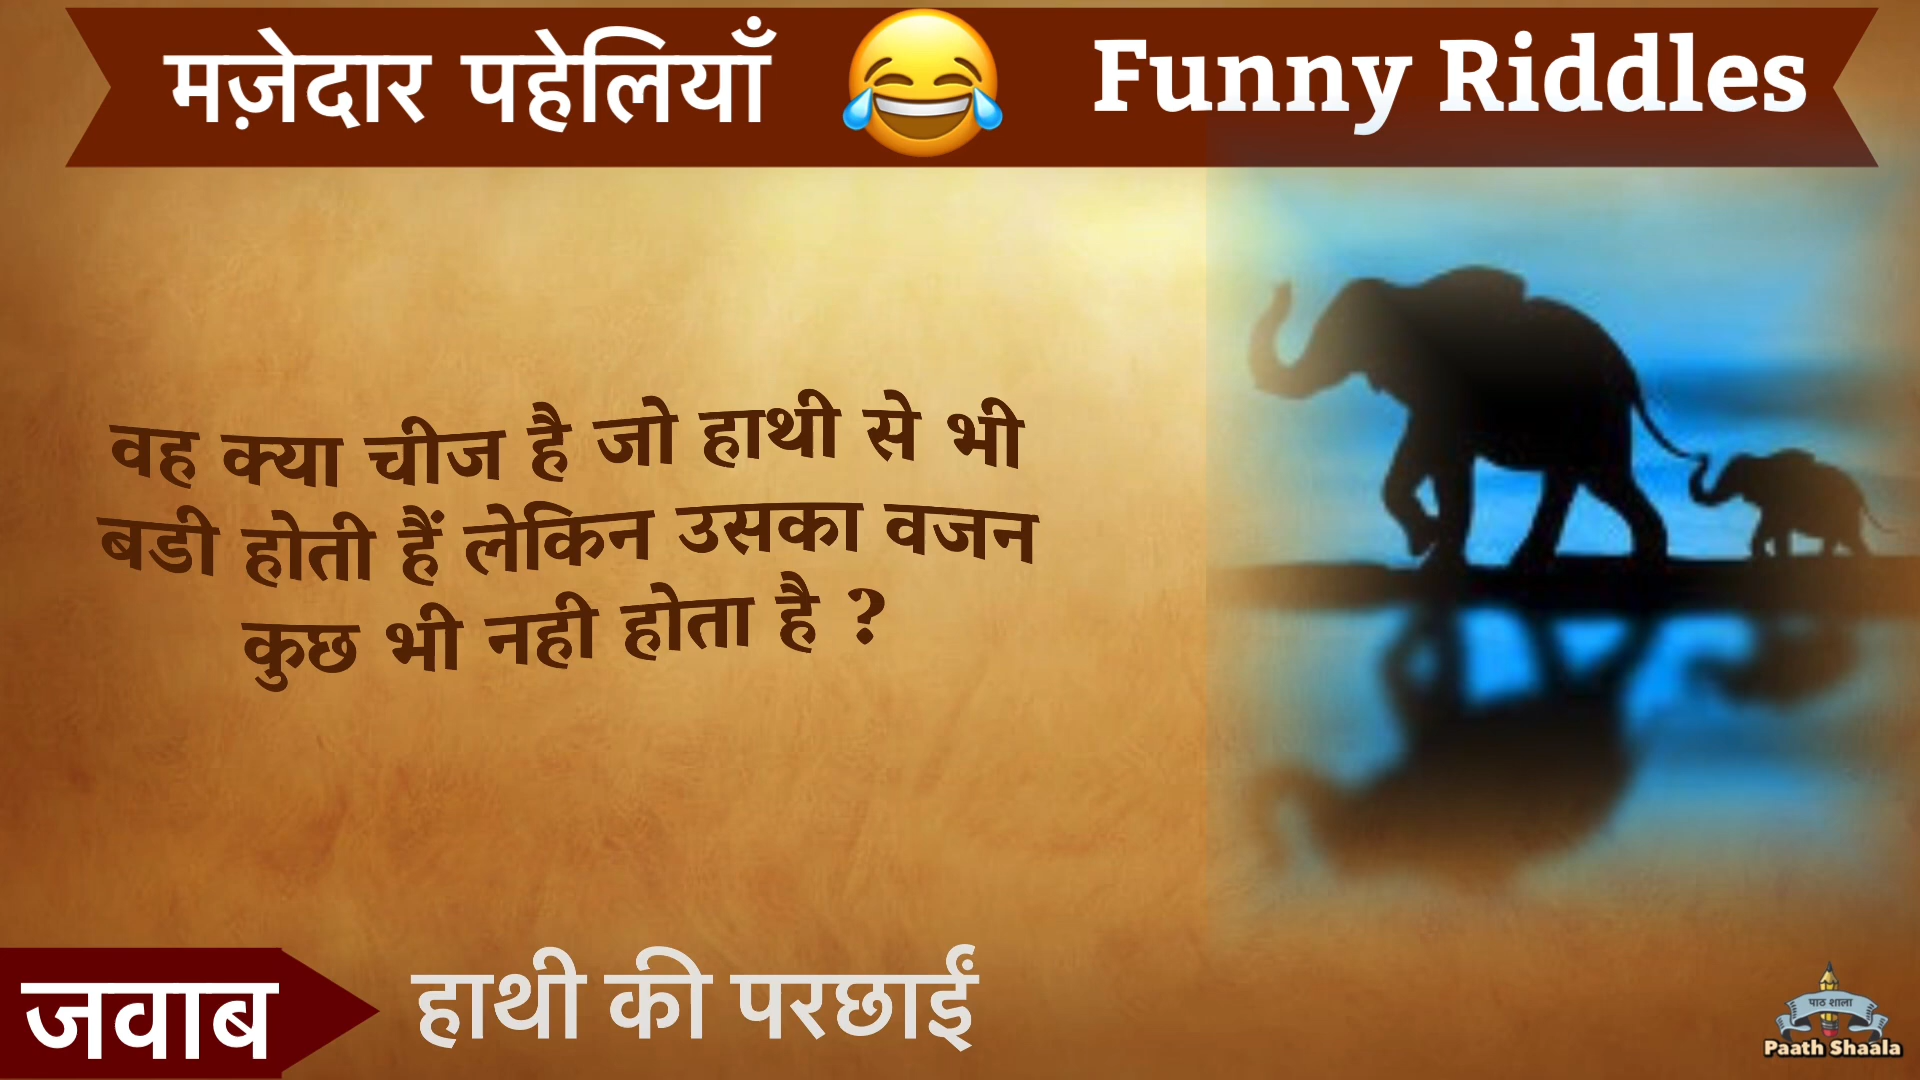 मज़ेदार पहेलियाँ 😂 Funny Riddles
वह क्या चीज है जो हाथी से भी
बडी होती हैं लेकिन उसका वजन
कुछ भी नही होता है ?
जवाब हाथी की परछाईं
पाठ शाला
Paath Shaala